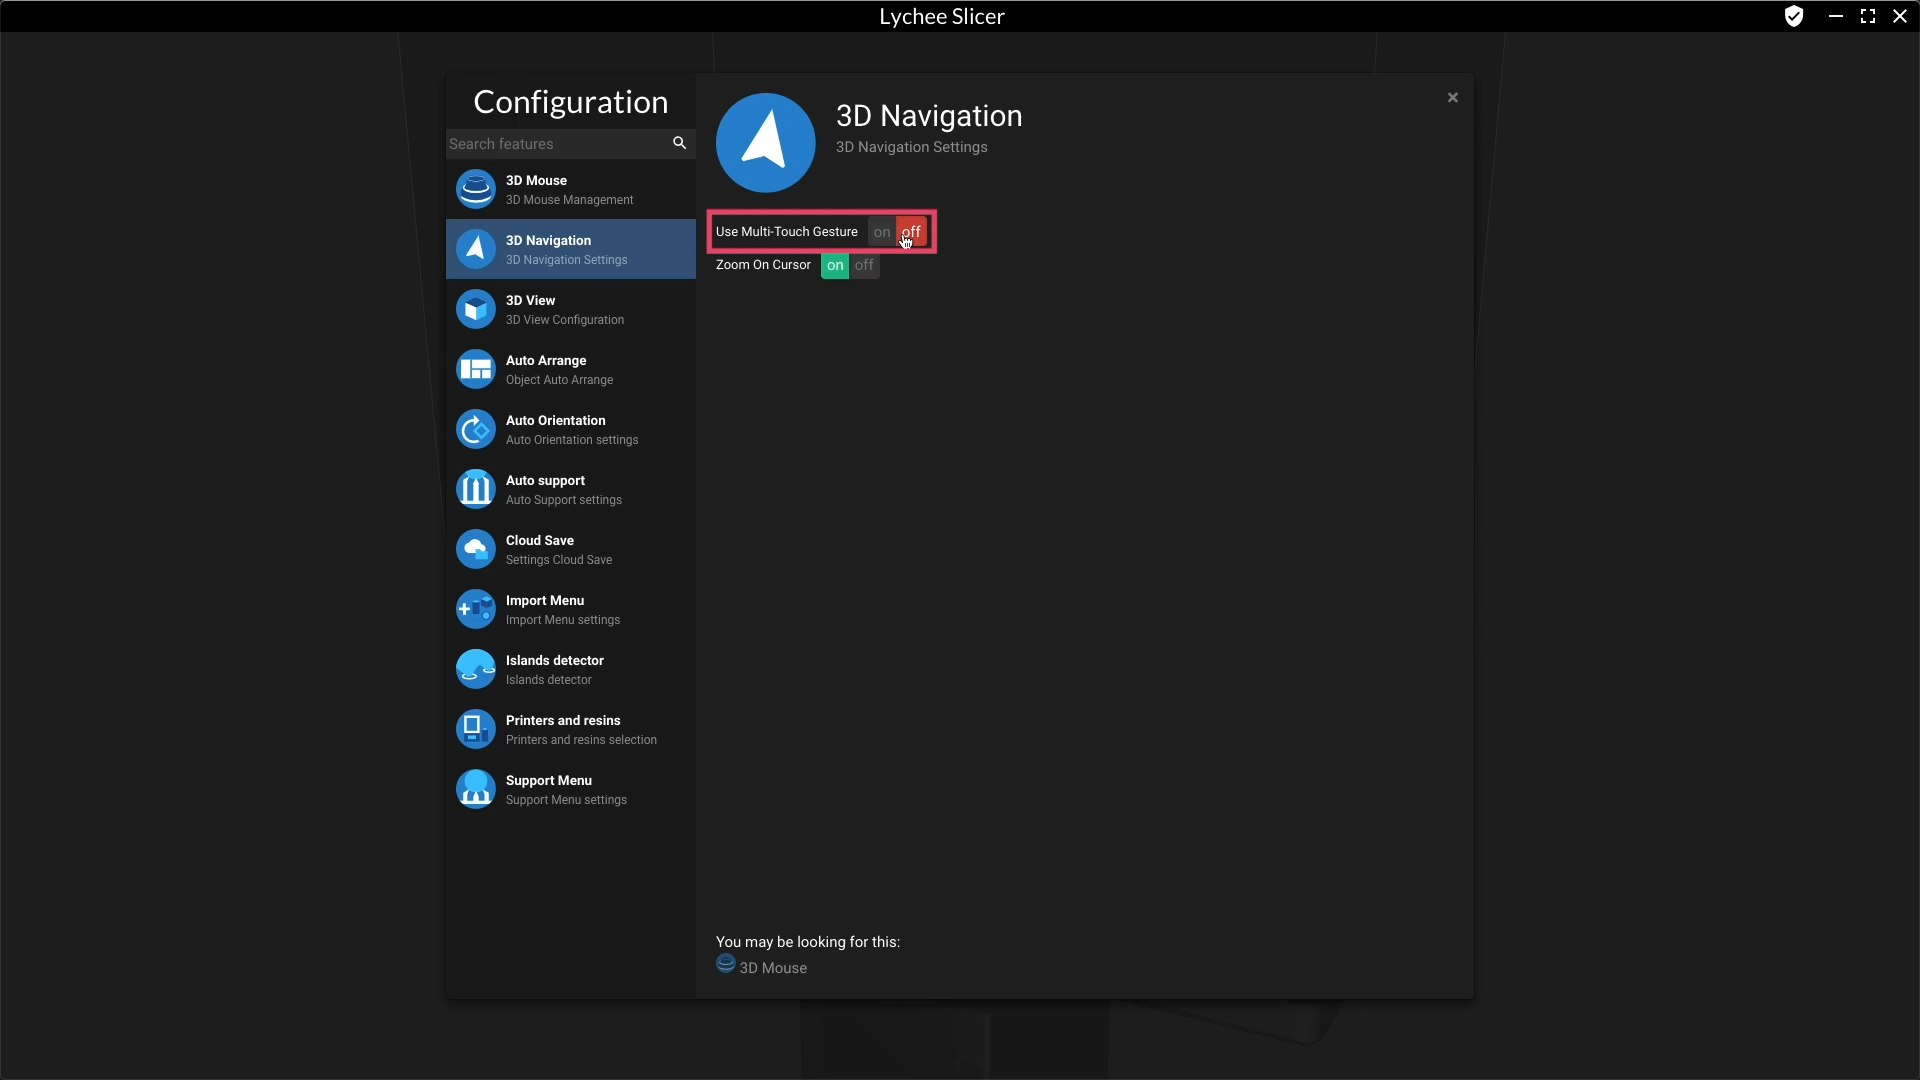 Lychee Slicer
Configuration
Search features
3D Mouse
3D Mouse Management
3D Navigation
3D Navigation Settings
3D View
3D View Configuration
Auto Arrange
Object Auto Arrange
Auto Orientation
Auto Orientation settings
Auto support
Auto Support settings
Cloud Save
Settings Cloud Save
Import Menu
Import Menu settings
Islands detector
Islands detector
Printers and resins
Printers and resins selection
Support Menu
Support Menu settings
3D Navigation
3D Navigation Settings
Use Multi-Touch Gesture on off
Zoom On Cursor on off
You may be looking for this:
3D Mouse